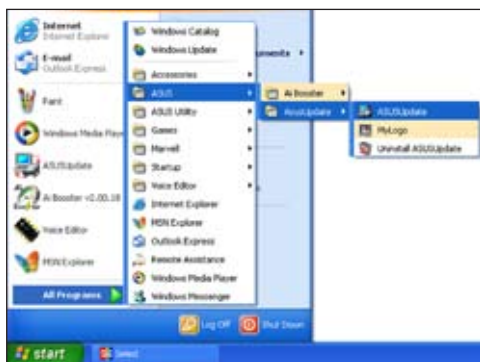 Internet
Internet Explorer
E-mail
Outlook Express
Paint
Windows Media Player
ASUSUpdate
Ai Booster v2.00.18
Voice Editor
MSN Explorer
All Programs
Windows Catalog
Windows Update
Accessories
ASUS
ASUS Utility
Games
Marvell
Startup
Voice Editor
Internet Explorer
MSN Explorer
Outlook Express
Remote Assistance
Windows Media Player
Windows Messenger
Ai Booster
AsusUpdate
ASUSUpdate
MyLogo
Uninstall ASUSUpdate
Log Off
Shut Down
start